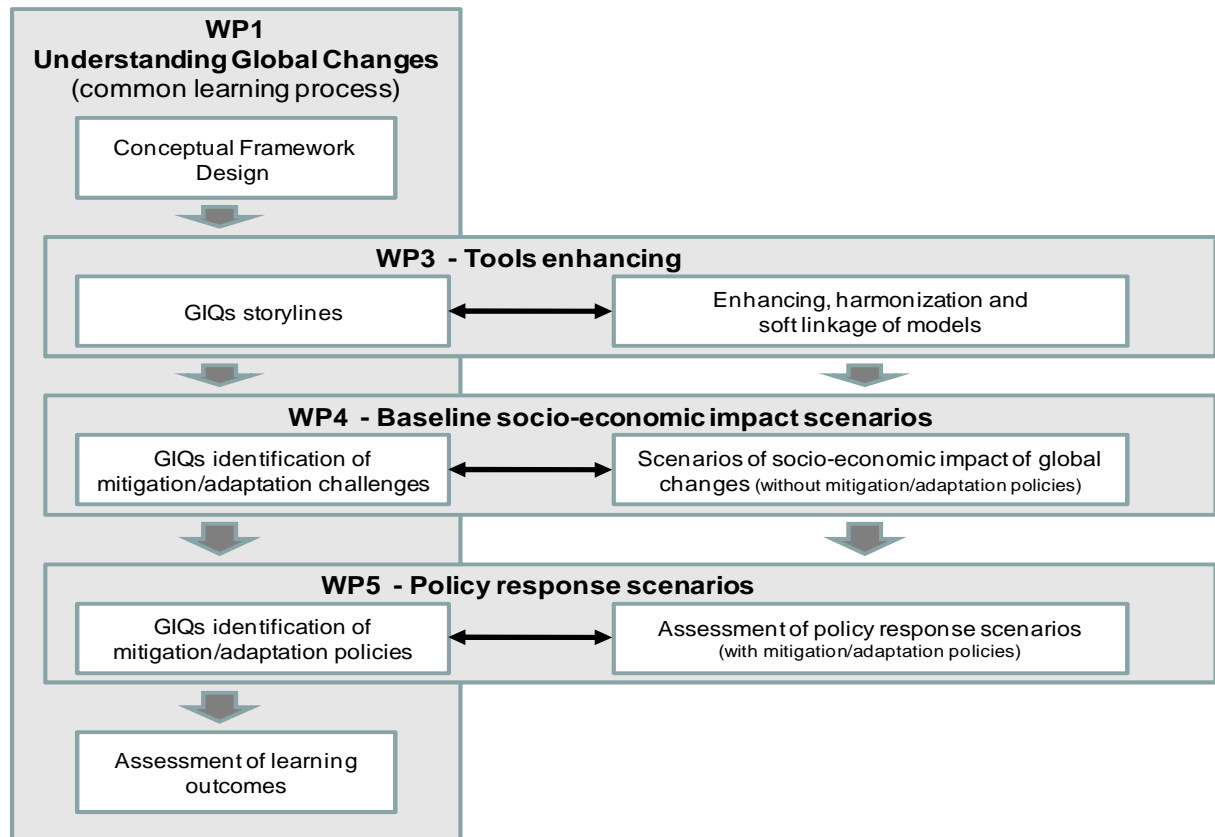 WP1
Understanding Global Changes
(common learning process)
Conceptual Framework
Design
WP3 - Tools enhancing
GIQs storylines
Enhancing, harmonization and
soft linkage of models
WP4 - Baseline socio-economic impact scenarios
GIQs identification of
mitigation/adaptation challenges
Scenarios of socio-economic impact of global
changes (without mitigation/adaptation policies)
WP5 - Policy response scenarios
GIQs identification of
mitigation/adaptation policies
Assessment of policy response scenarios
(with mitigation/adaptation policies)
Assessment of learning
outcomes